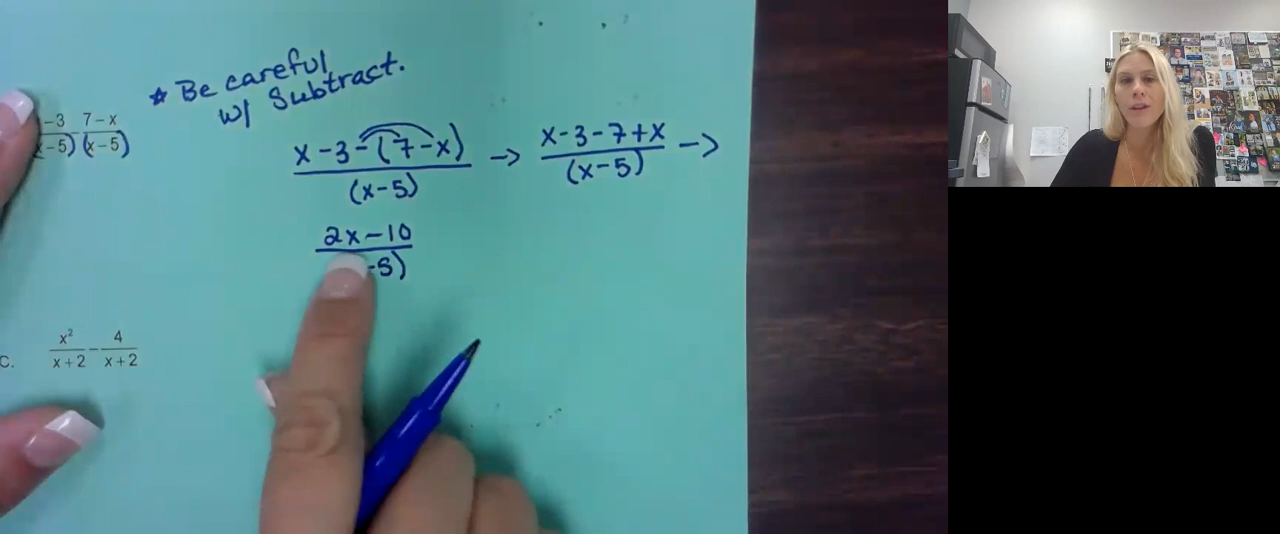 * Be careful
w/ Subtract.
-3 7-x
-5) (x-5)
x-3-(7-x) → x-3-7+x →
(x-5) (x-5)
2x-10
-5)
C. x² - 4
x+2 x+2